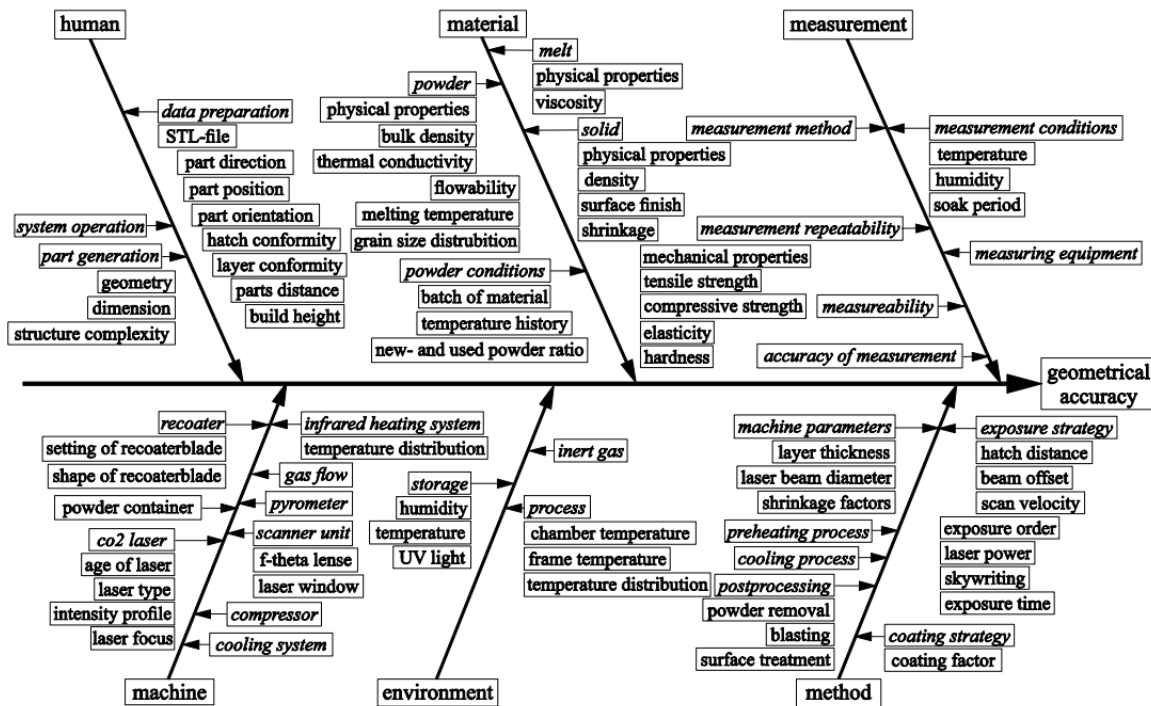 human
data preparation
STL-file
part direction
part position
part orientation
hatch conformity
layer conformity
parts distance
build height
system operation
part generation
geometry
dimension
structure complexity
material
melt
physical properties
viscosity
powder
physical properties
bulk density
thermal conductivity
flowability
melting temperature
grain size distrubition
powder conditions
batch of material
temperature history
new- and used powder ratio
solid
physical properties
density
surface finish
shrinkage
mechanical properties
tensile strength
compressive strength
elasticity
hardness
measurement
measurement method
measurement conditions
temperature
humidity
soak period
measurement repeatability
measuring equipment
measureability
accuracy of measurement
geometrical
accuracy
recoater
setting of recoaterblade
shape of recoaterblade
infrared heating system
temperature distribution
gas flow
powder container
pyrometer
co2 laser
age of laser
laser type
intensity profile
laser focus
scanner unit
f-theta lense
laser window
compressor
cooling system
machine
inert gas
storage
humidity
temperature
UV light
process
chamber temperature
frame temperature
temperature distribution
environment
machine parameters
layer thickness
laser beam diameter
shrinkage factors
exposure strategy
hatch distance
beam offset
scan velocity
exposure order
laser power
skywriting
exposure time
preheating process
cooling process
postprocessing
powder removal
blasting
surface treatment
coating strategy
coating factor
method